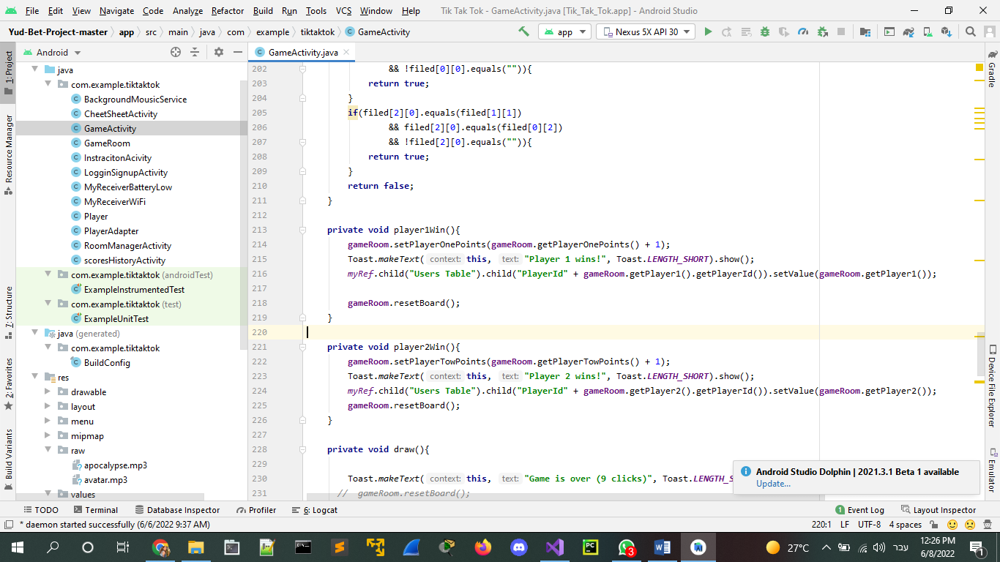 File Edit View Navigate Code Analyze Refactor Build Run Tools VCS Window Help Tik Tak Tok - GameActivity.java [Tik_Tak_Tok.app] - Android Studio
Yud-Bet-Project-master app src main java com example tiktaktok GameActivity app Nexus 5X API 30
1: Project
Resource Manager
7: Structure
2: Favorites
Build Variants
Android
java
com.example.tiktaktok
BackgroundMousicService
CheetSheetActivity
GameActivity
GameRoom
InstracitonAcivity
LogginSignupActivity
MyReceiverBatteryLow
MyReceiverWiFi
Player
PlayerAdapter
RoomManagerActivity
scoresHistoryActivity
com.example.tiktaktok (androidTest)
ExampleInstrumentedTest
com.example.tiktaktok (test)
ExampleUnitTest
java (generated)
com.example.tiktaktok
BuildConfig
res
drawable
layout
menu
mipmap
raw
apocalypse.mp3
avatar.mp3
values
GameActivity.java
202 && !filed[0][0].equals("")){
203 return true;
204 }
205 if(filed[2][0].equals(filed[1][1])
206 && filed[2][0].equals(filed[0][2])
207 && !filed[2][0].equals("")){
208 return true;
209 }
210 return false;
211 }
212
213 private void player1Win(){
214 gameRoom.setPlayerOnePoints(gameRoom.getPlayerOnePoints() + 1);
215 Toast.makeText( context: this, text: "Player 1 wins!", Toast.LENGTH_SHORT).show();
216 myRef.child("Users Table").child("PlayerId" + gameRoom.getPlayer1().getPlayerId()).setValue(gameRoom.getPlayer1());
217
218 gameRoom.resetBoard();
219 }
220
221 private void player2Win(){
222 gameRoom.setPlayerTowPoints(gameRoom.getPlayerTowPoints() + 1);
223 Toast.makeText( context: this, text: "Player 2 wins!", Toast.LENGTH_SHORT).show();
224 myRef.child("Users Table").child("PlayerId" + gameRoom.getPlayer2().getPlayerId()).setValue(gameRoom.getPlayer2());
225 gameRoom.resetBoard();
226 }
227
228 private void draw(){
229
230 Toast.makeText( context: this, text: "Game is over (9 clicks)", Toast.LENGTH_S
231 // gameRoom.resetBoard();
Gradle
Device File Explorer
Emulator
Android Studio Dolphin | 2021.3.1 Beta 1 available
Update...
TODO Terminal Database Inspector Profiler 6: Logcat 1 Event Log Layout Inspector
* daemon started successfully (6/6/2022 9:37 AM) 220:1 LF UTF-8 4 spaces
3 27°C עבר 12:26 PM
6/8/2022 1